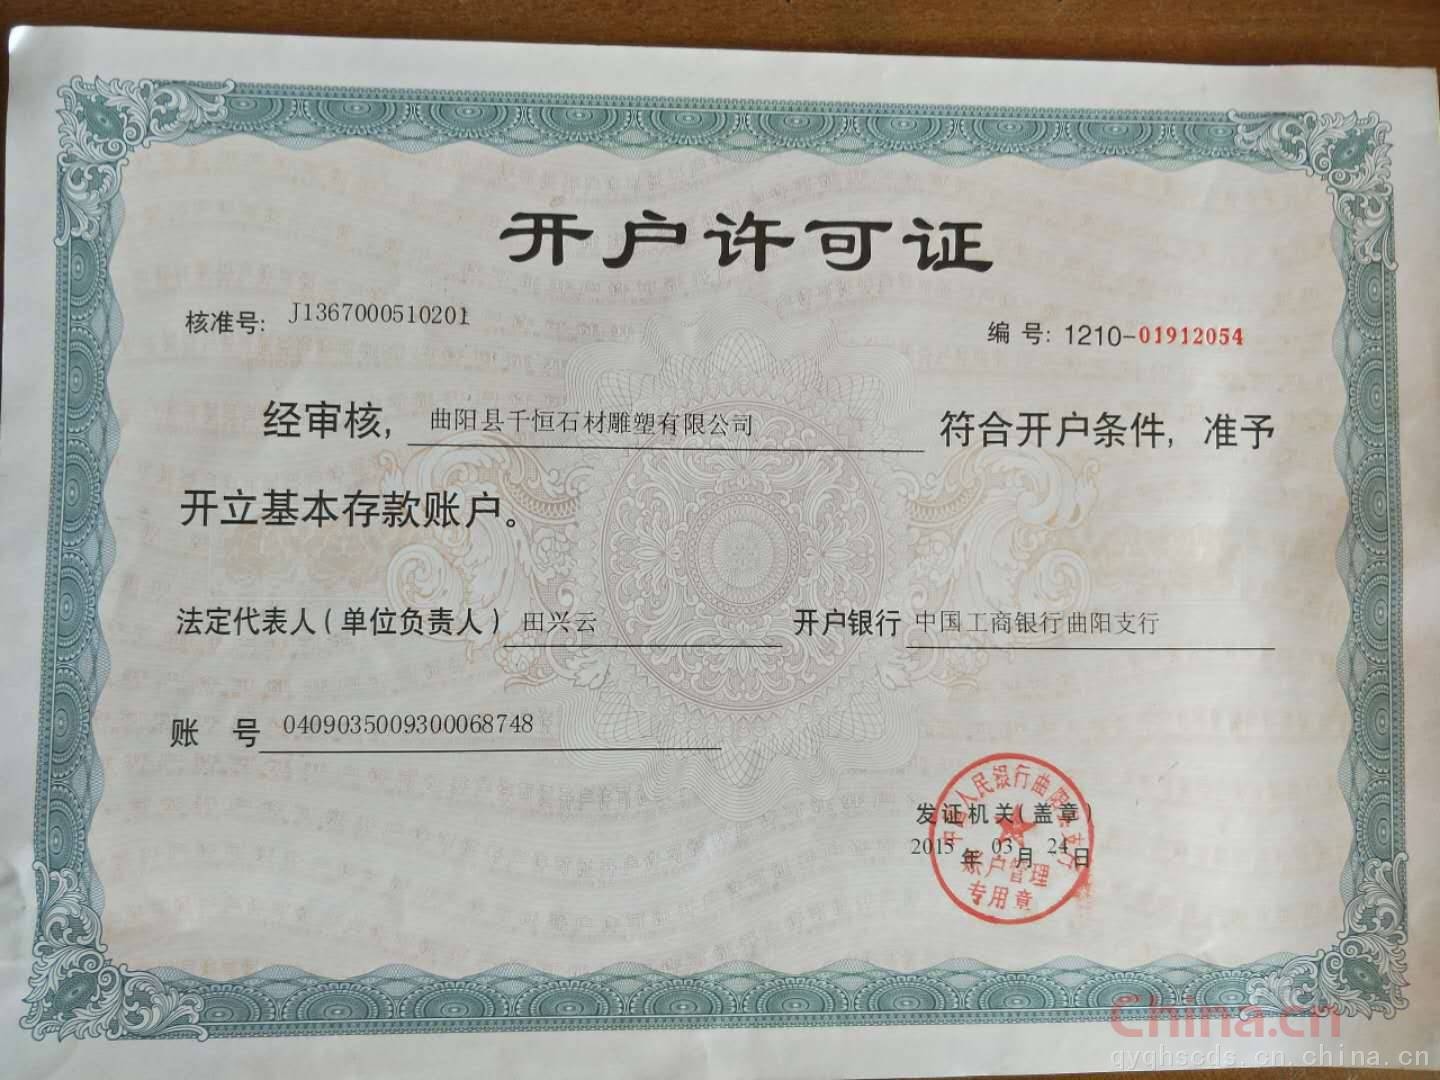 开户许可证
核准号: J1367000510201
编 号: 1210-01912054
经审核, 曲阳县千恒石材雕塑有限公司 符合开户条件, 准予
开立基本存款账户。
法定代表人(单位负责人) 田兴云 开户银行 中国工商银行曲阳支行
账 号 0409035009300068748
发证机关(盖章)
2015 年 03 月 24 日
中国人民银行曲阳县支行
账户管理
专用章
China.cn
qyqhscds.cn.china.cn